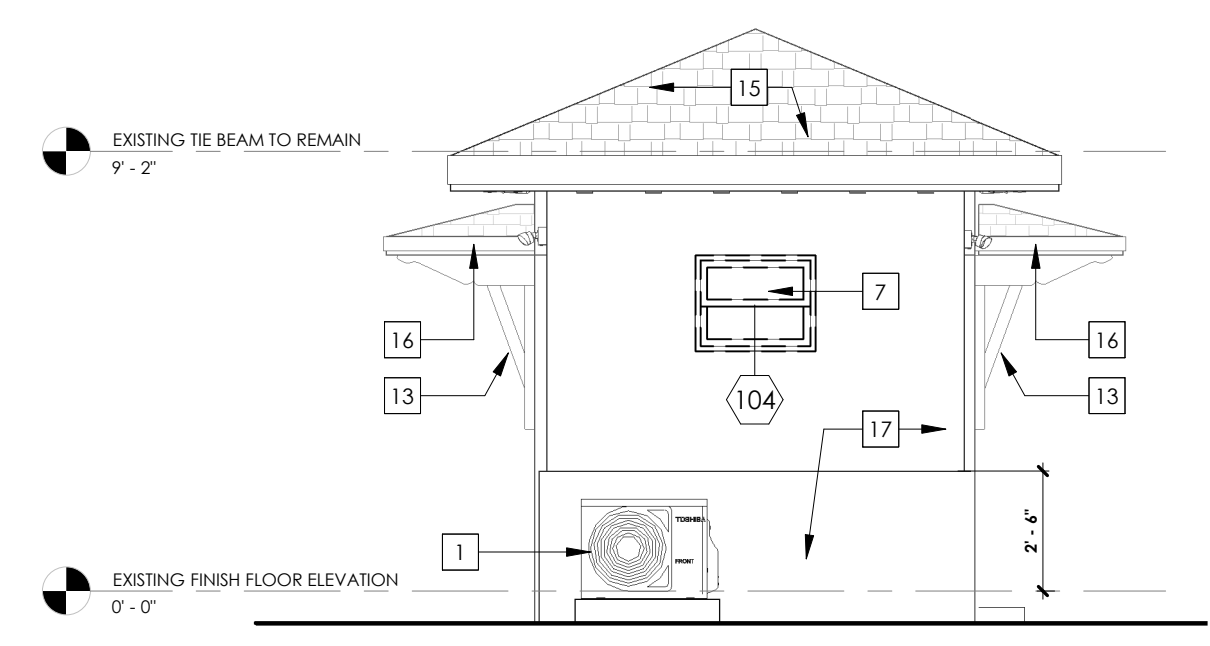 15
EXISTING TIE BEAM TO REMAIN
9' - 2"
7
16
16
13
13
104
17
2' - 6"
TOSHIBA
1
FRONT
EXISTING FINISH FLOOR ELEVATION
0' - 0"